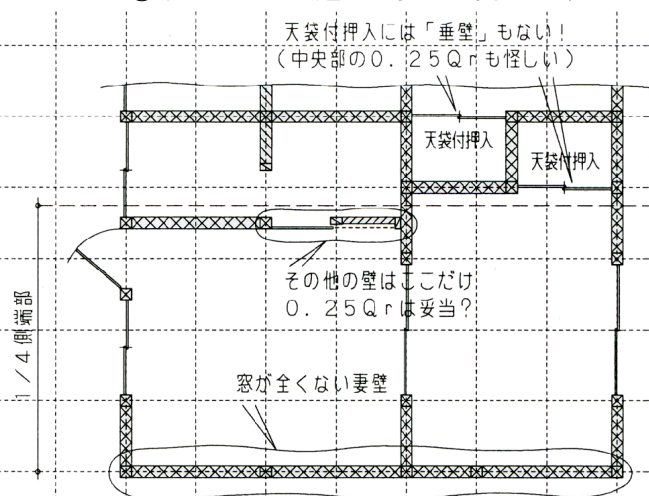 天袋付押入には「垂壁」もない！
（中央部の０．２５Ｑｒも怪しい）
天袋付押入
天袋付押入
その他の壁はここだけ
０．２５Ｑｒは妥当？
１／４側端部
窓が全くない妻壁